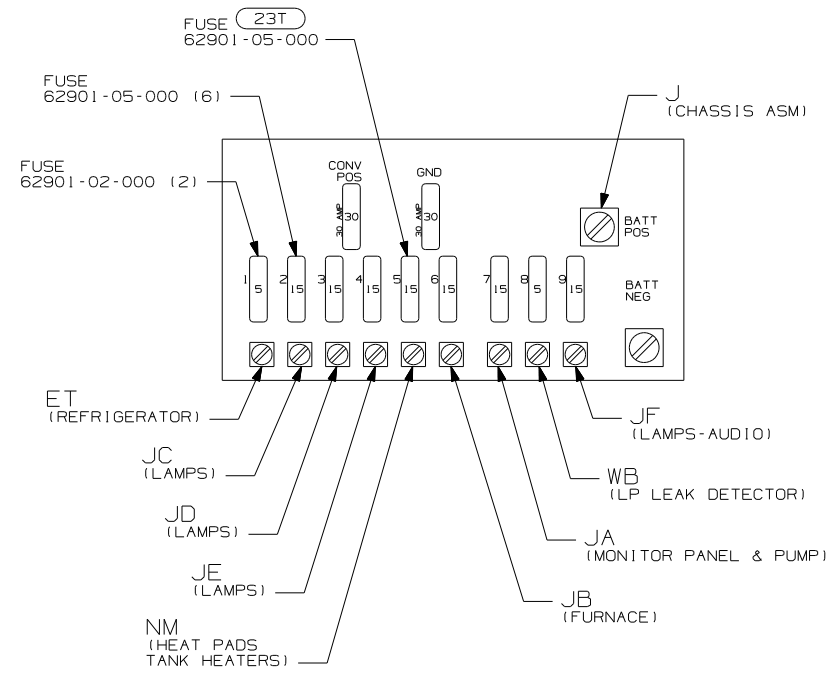 FUSE 23T
62901-05-000
FUSE
62901-05-000 (6)
FUSE
62901-02-000 (2)
J
(CHASSIS ASM)
CONV
POS
GND
30 AMP
30
30 AMP
30
BATT
POS
1 5
2 15
3 15
4 15
5 15
6 15
7 15
8 5
9 15
BATT
NEG
ET
(REFRIGERATOR)
JC
(LAMPS)
JD
(LAMPS)
JE
(LAMPS)
NM
(HEAT PADS
TANK HEATERS)
JF
(LAMPS-AUDIO)
WB
(LP LEAK DETECTOR)
JA
(MONITOR PANEL & PUMP)
JB
(FURNACE)